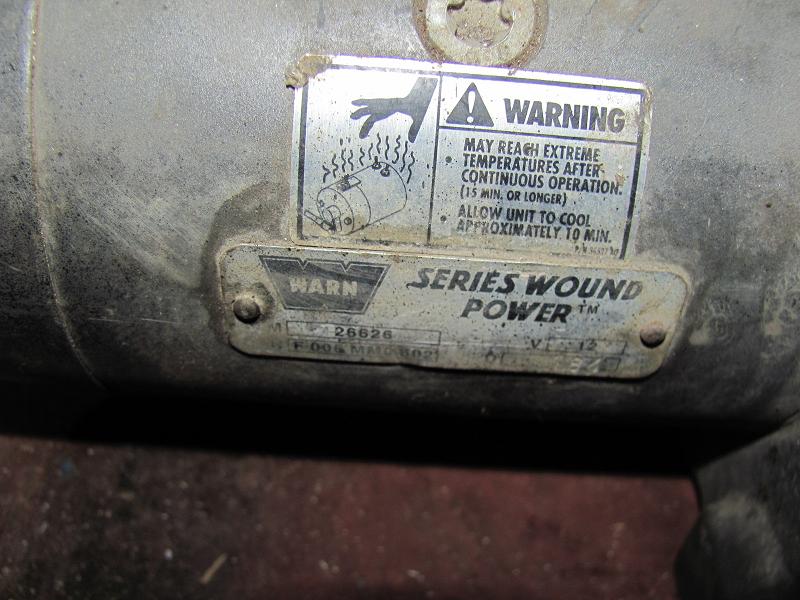 WARNING
MAY REACH EXTREME
TEMPERATURES AFTER
CONTINUOUS OPERATION.
(15 MIN. OR LONGER)
ALLOW UNIT TO COOL
APPROXIMATELY 10 MIN.
WARN
SERIES WOUND
POWER™
M 26626
V 12